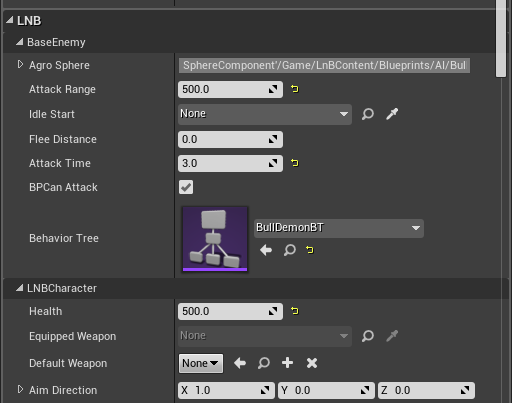 LNB
BaseEnemy
Agro Sphere SphereComponent'/Game/LnBContent/Blueprints/AI/Bul
Attack Range 500.0
Idle Start None
Flee Distance 0.0
Attack Time 3.0
BPCan Attack
Behavior Tree BullDemonBT
LNBCharacter
Health 500.0
Equipped Weapon None
Default Weapon None
Aim Direction X 1.0 Y 0.0 Z 0.0